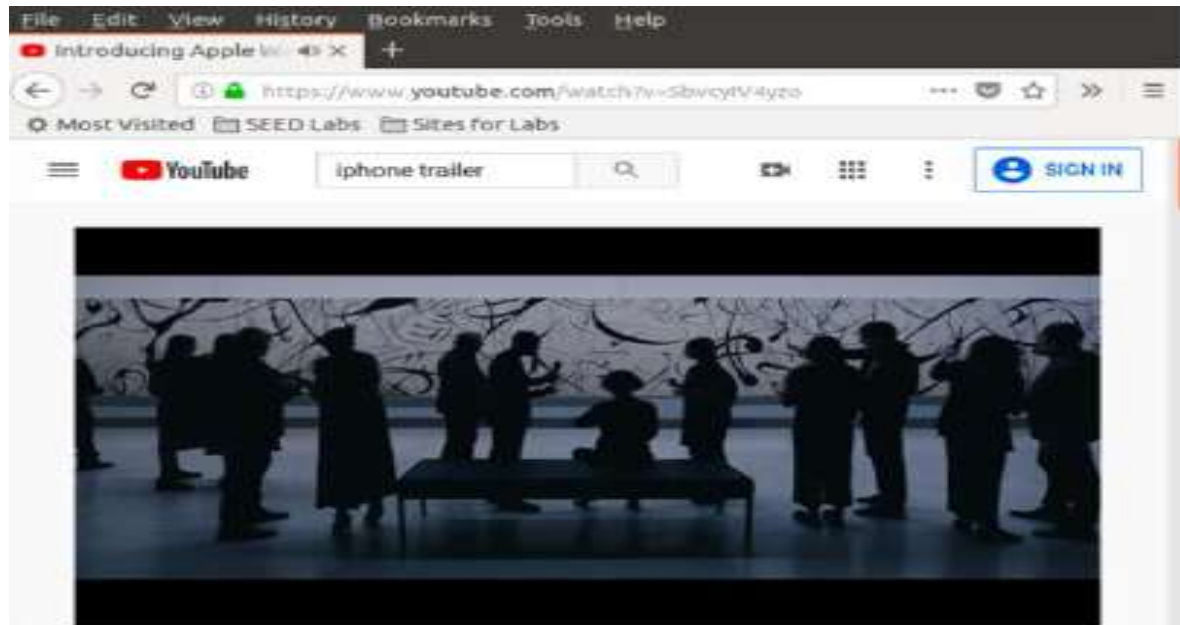 File Edit View History Bookmarks Tools Help
Introducing Apple
https://www.youtube.com/watch?v=
Most Visited SEED Labs Sites for Labs
YouTube iphone trailer SIGN IN